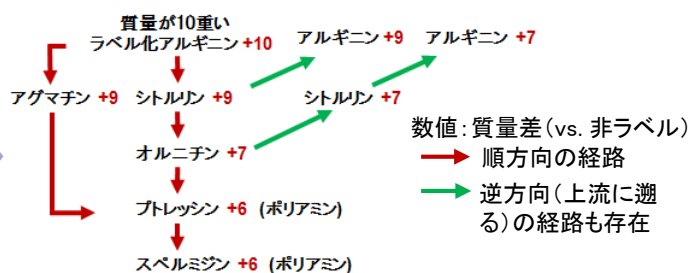 質量が10重い
ラベル化アルギニン +10
アルギニン +9
アルギニン +7
アグマチン +9
シトルリン +9
シトルリン +7
オルニチン +7
プトレッシン +6 (ポリアミン)
スペルミジン +6 (ポリアミン)
数値：質量差（vs. 非ラベル）
順方向の経路
逆方向（上流に遡
る）の経路も存在